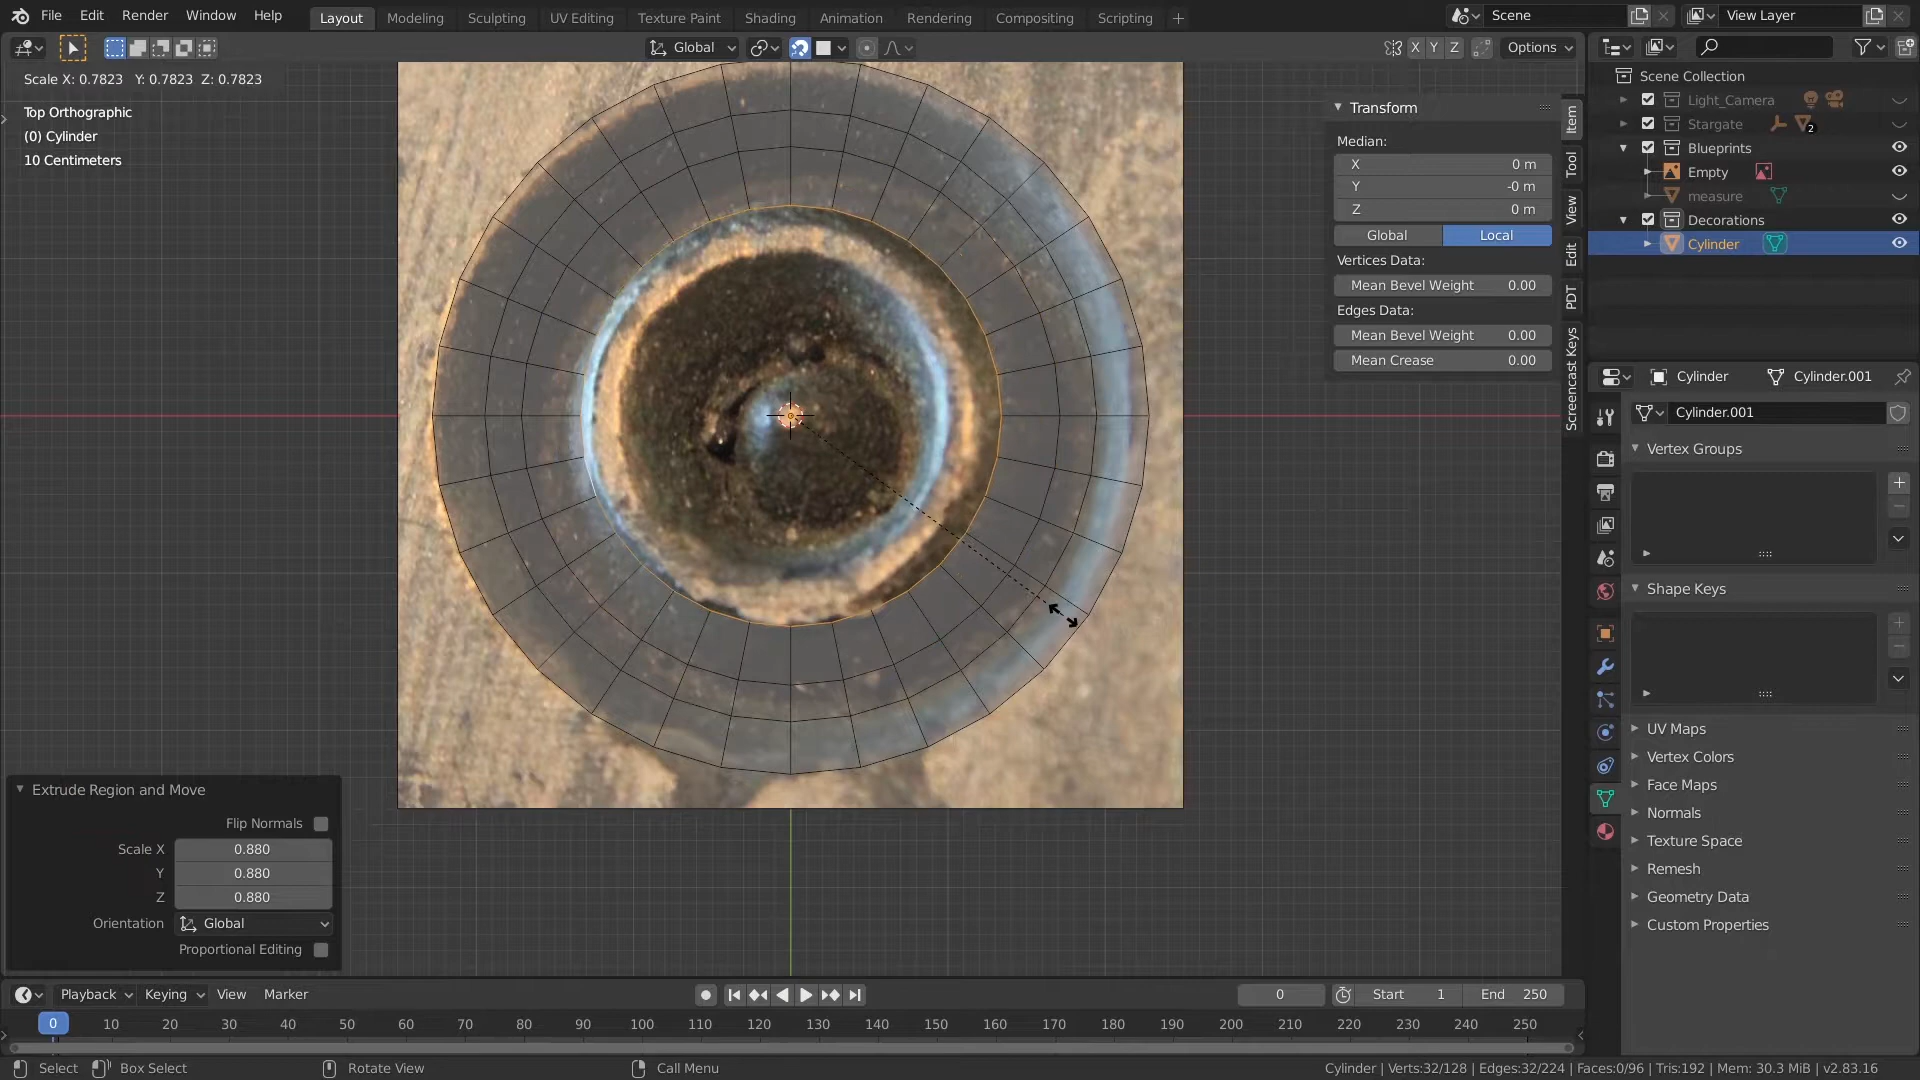 File Edit Render Window Help Layout Modeling Sculpting UV Editing Texture Paint Shading Animation Rendering Compositing Scripting + Scene View Layer
Global Options X Y Z
Scale X: 0.7823 Y: 0.7823 Z: 0.7823
Top Orthographic
(0) Cylinder
10 Centimeters
Transform
Median:
X 0 m
Y -0 m
Z 0 m
Global Local
Vertices Data:
Mean Bevel Weight 0.00
Edges Data:
Mean Bevel Weight 0.00
Mean Crease 0.00
Item
Tool
View
Edit
PDT
Screencast Keys
Scene Collection
Light_Camera
Stargate 2
Blueprints
Empty
measure
Decorations
Cylinder
Cylinder Cylinder.001
Cylinder.001
Vertex Groups
Shape Keys
UV Maps
Vertex Colors
Face Maps
Normals
Texture Space
Remesh
Geometry Data
Custom Properties
Extrude Region and Move
Flip Normals
Scale X 0.880
Y 0.880
Z 0.880
Orientation Global
Proportional Editing
Playback Keying View Marker 0 Start 1 End 250
0 10 20 30 40 50 60 70 80 90 100 110 120 130 140 150 160 170 180 190 200 210 220 230 240 250
Select Box Select Rotate View Call Menu Cylinder | Verts:32/128 | Edges:32/224 | Faces:0/96 | Tris:192 | Mem: 30.3 MiB | v2.83.16